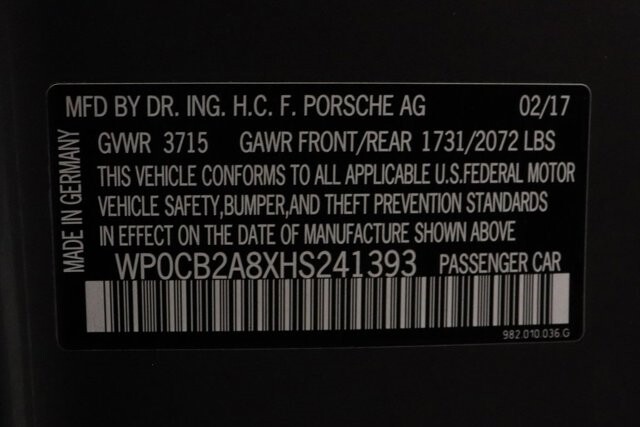 MFD BY DR. ING. H.C. F. PORSCHE AG 02/17
GVWR 3715 GAWR FRONT/REAR 1731/2072 LBS
THIS VEHICLE CONFORMS TO ALL APPLICABLE U.S.FEDERAL MOTOR
VEHICLE SAFETY,BUMPER,AND THEFT PREVENTION STANDARDS
IN EFFECT ON THE DATE OF MANUFACTURE SHOWN ABOVE
WP0CB2A8XHS241393 PASSENGER CAR
982.010.036.G
MADE IN GERMANY